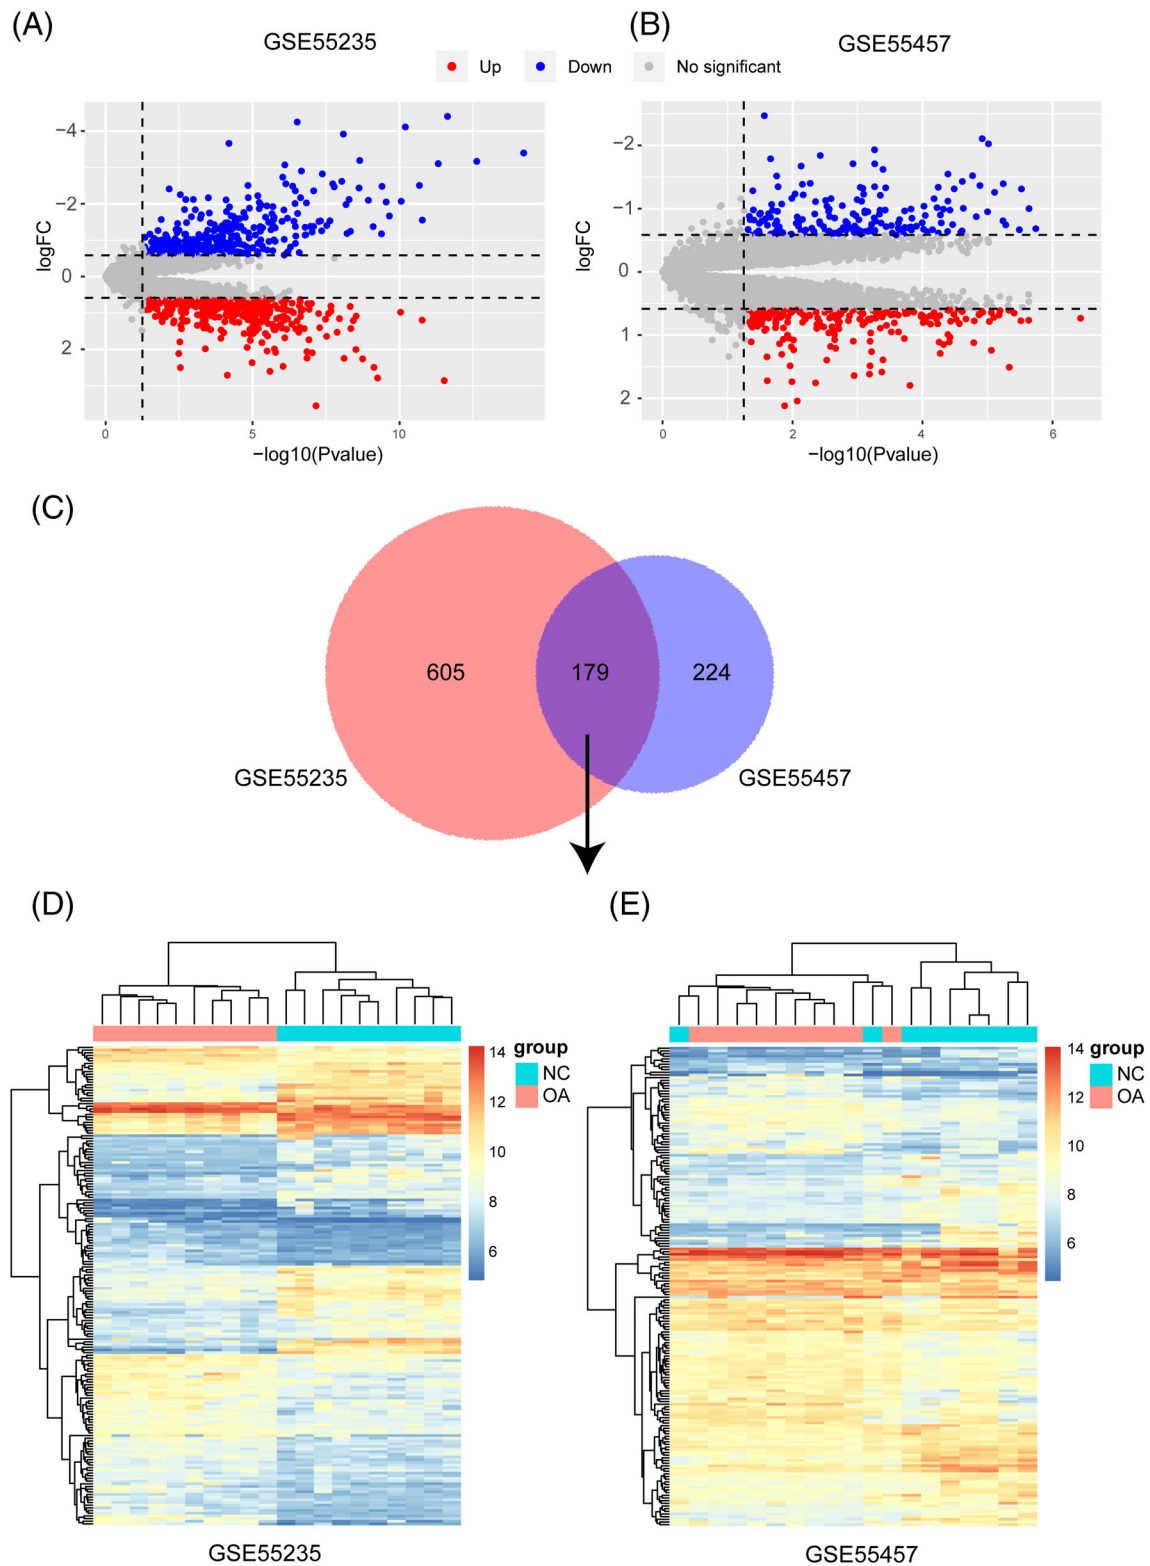 (A)
GSE55235
(B)
GSE55457
Up
Down
No significant
−4
−2
0
2
logFC
0
5
10
−log10(Pvalue)
−2
−1
0
1
2
logFC
0
2
4
6
−log10(Pvalue)
(C)
605
179
224
GSE55235
GSE55457
(D)
group
NC
OA
14
12
10
8
6
GSE55235
(E)
group
NC
OA
14
12
10
8
6
GSE55457